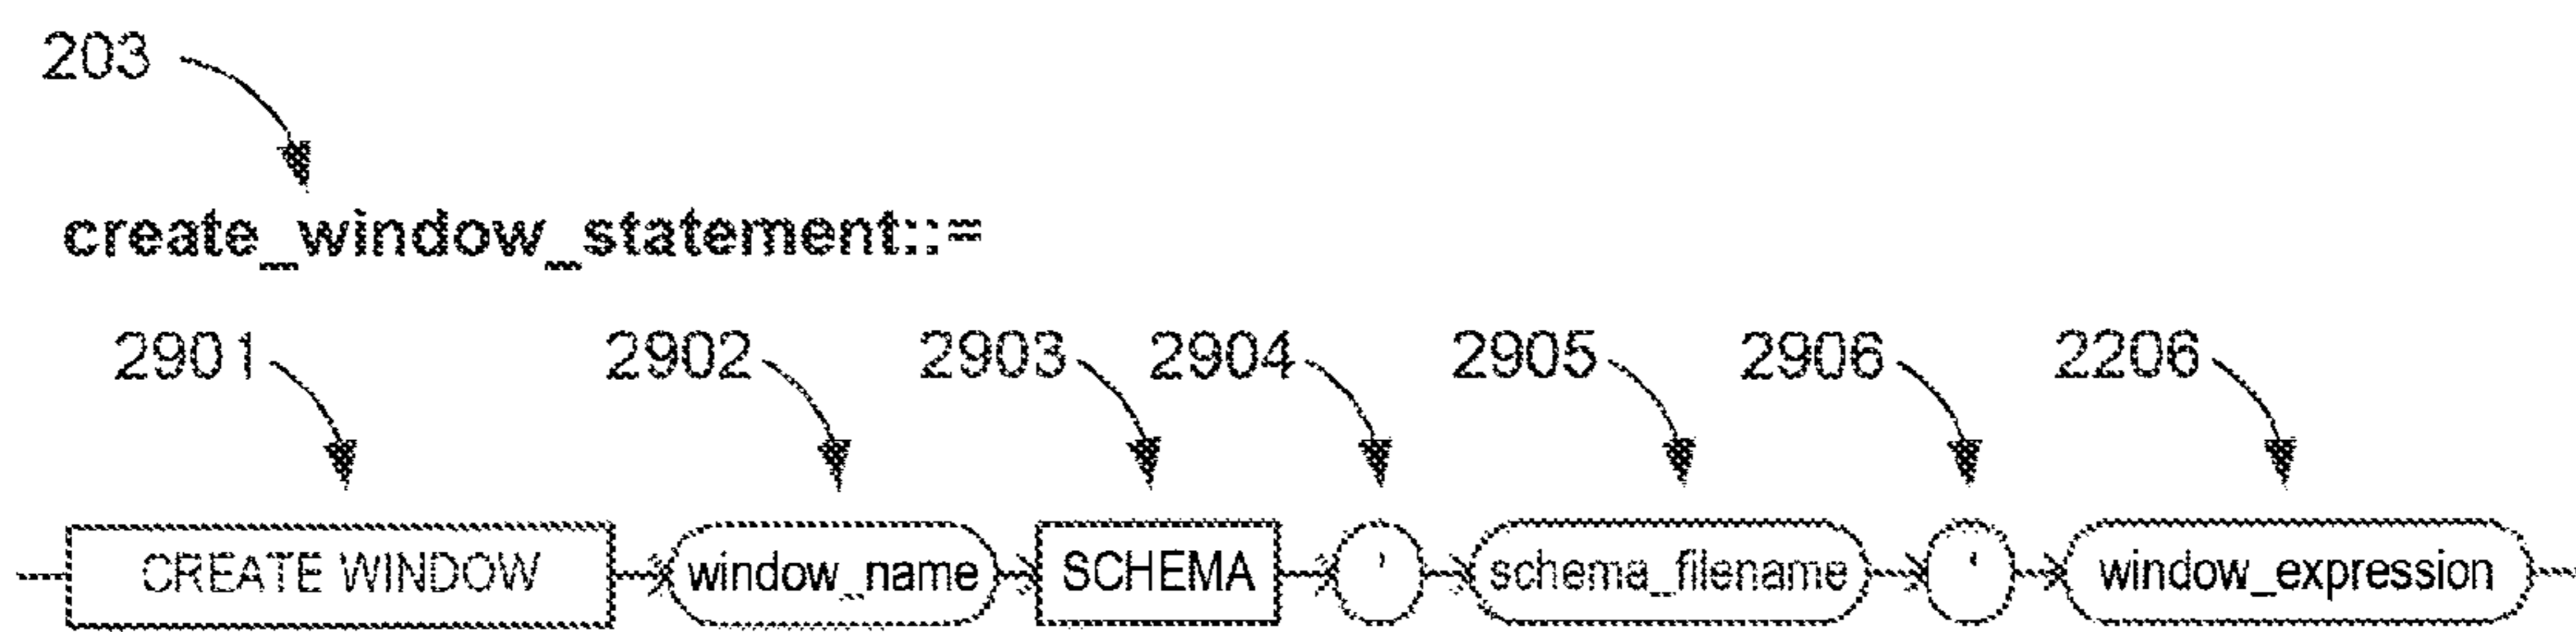 203
create_window_statement::=
2901 2902 2903 2904 2905 2906 2206
CREATE WINDOW window_name SCHEMA ’ schema_filename ‘ window_expression